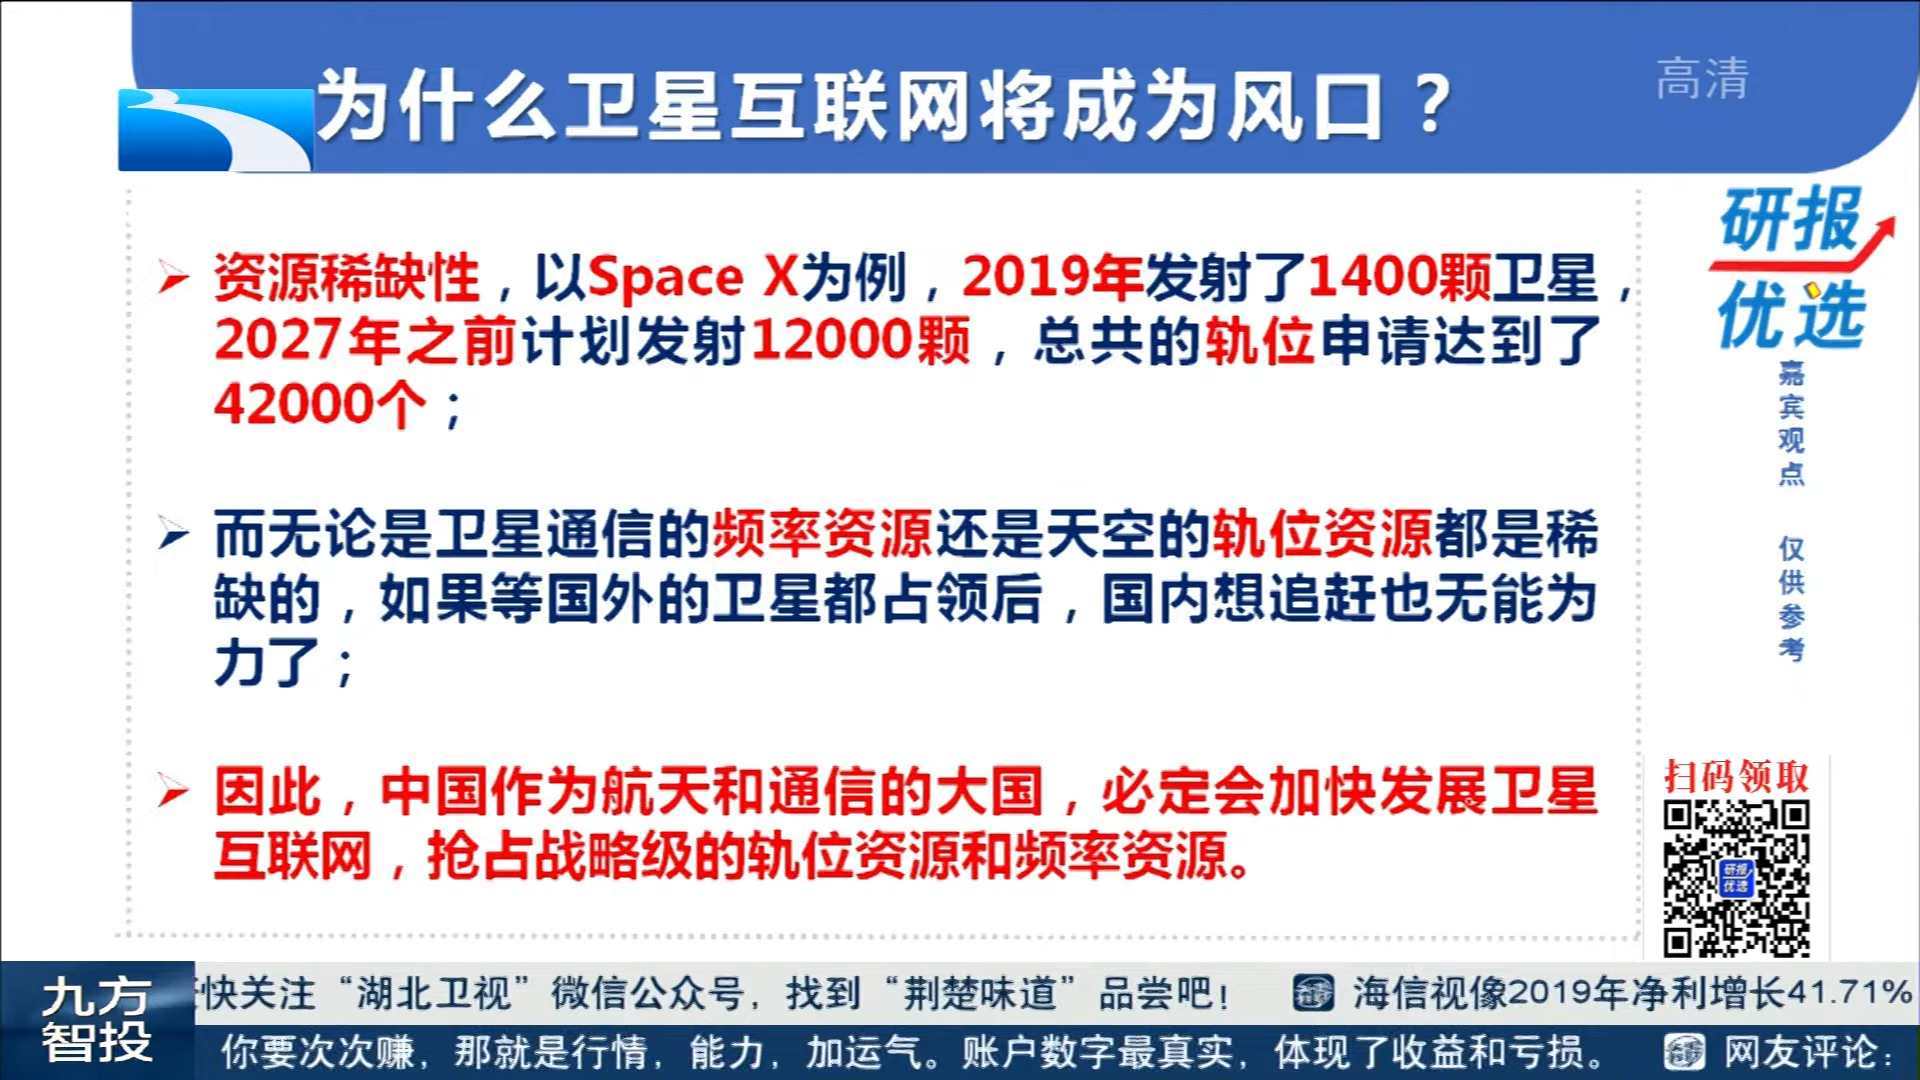 为什么卫星互联网将成为风口？
高清
资源稀缺性，以Space X为例，2019年发射了1400颗卫星，
2027年之前计划发射12000颗，总共的轨位申请达到了
42000个；
而无论是卫星通信的频率资源还是天空的轨位资源都是稀
缺的，如果等国外的卫星都占领后，国内想追赶也无能为
力了；
因此，中国作为航天和通信的大国，必定会加快发展卫星
互联网，抢占战略级的轨位资源和频率资源。
研报
优选
嘉宾观点 仅供参考
扫码领取
研报
优选
九方
智投
快关注“湖北卫视”微信公众号，找到“荆楚味道”品尝吧！ 海信视像2019年净利增长41.71%
你要次次赚，那就是行情，能力，加运气。账户数字最真实，体现了收益和亏损。 网友评论：